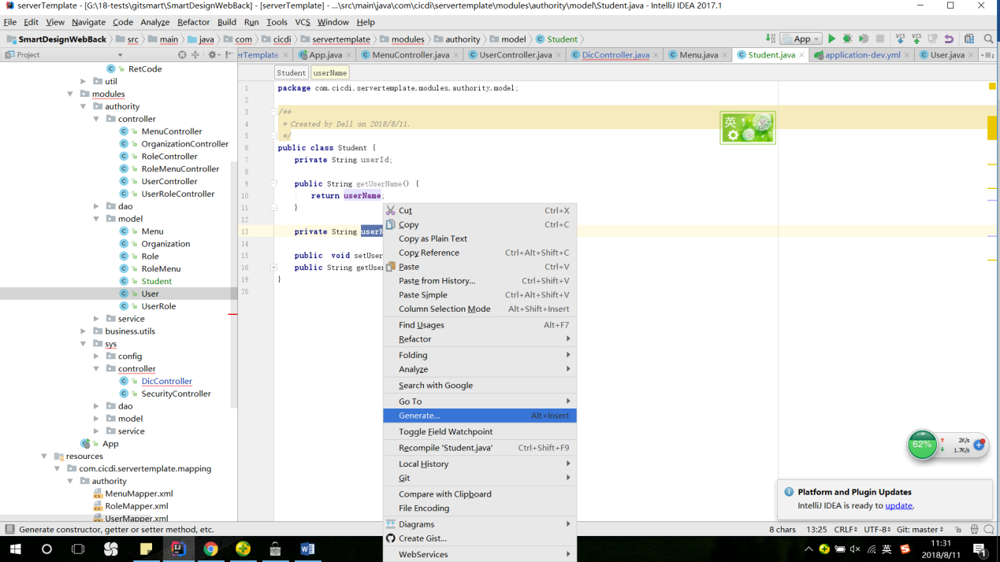 serverTemplate - [G:\18-tests\gitsmart\SmartDesignWebBack] - [serverTemplate] - ...\src\main\java\com\cicdi\servertemplate\modules\authority\model\Student.java - IntelliJ IDEA 2017.1
File Edit View Navigate Code Analyze Refactor Build Run Tools VCS Window Help
SmartDesignWebBack src main java com cicdi servertemplate modules authority model Student App VCS VCS
Project erTemplate App.java MenuController.java UserController.java DicController.java Menu.java Student.java application-dev.yml User.java
RetCode
util
modules
authority
controller
MenuController
OrganizationController
RoleController
RoleMenuController
UserController
UserRoleController
dao
model
Menu
Organization
Role
RoleMenu
Student
User
UserRole
service
business.utils
sys
config
controller
DicController
SecurityController
dao
model
service
App
resources
com.cicdi.servertemplate.mapping
authority
MenuMapper.xml
RoleMapper.xml
UserMapper.xml
Student userName
1 package com.cicdi.servertemplate.modules.authority.model;
2
3 /**
4 * Created by Dell on 2018/8/11.
5 */
6 public class Student {
7 private String userId;
8
9 public String getUserName() {
10 return userName;
11 }
12
13 private String userN
14
15 public void setUser
16 public String getUser
19 }
20
英
Cut Ctrl+X
Copy Ctrl+C
Copy as Plain Text
Copy Reference Ctrl+Alt+Shift+C
Paste Ctrl+V
Paste from History... Ctrl+Shift+V
Paste Simple Ctrl+Alt+Shift+V
Column Selection Mode Alt+Shift+Insert
Find Usages Alt+F7
Refactor
Folding
Analyze
Search with Google
Go To
Generate... Alt+Insert
Toggle Field Watchpoint
Recompile 'Student.java' Ctrl+Shift+F9
Local History
Git
Compare with Clipboard
File Encoding
Diagrams
Create Gist...
WebServices
62% 2K/s
1.7K/s
Platform and Plugin Updates
IntelliJ IDEA is ready to update.
Generate constructor, getter or setter method, etc. 8 chars 13:25 CRLF UTF-8 Git: master
英 11:31
2018/8/11
1